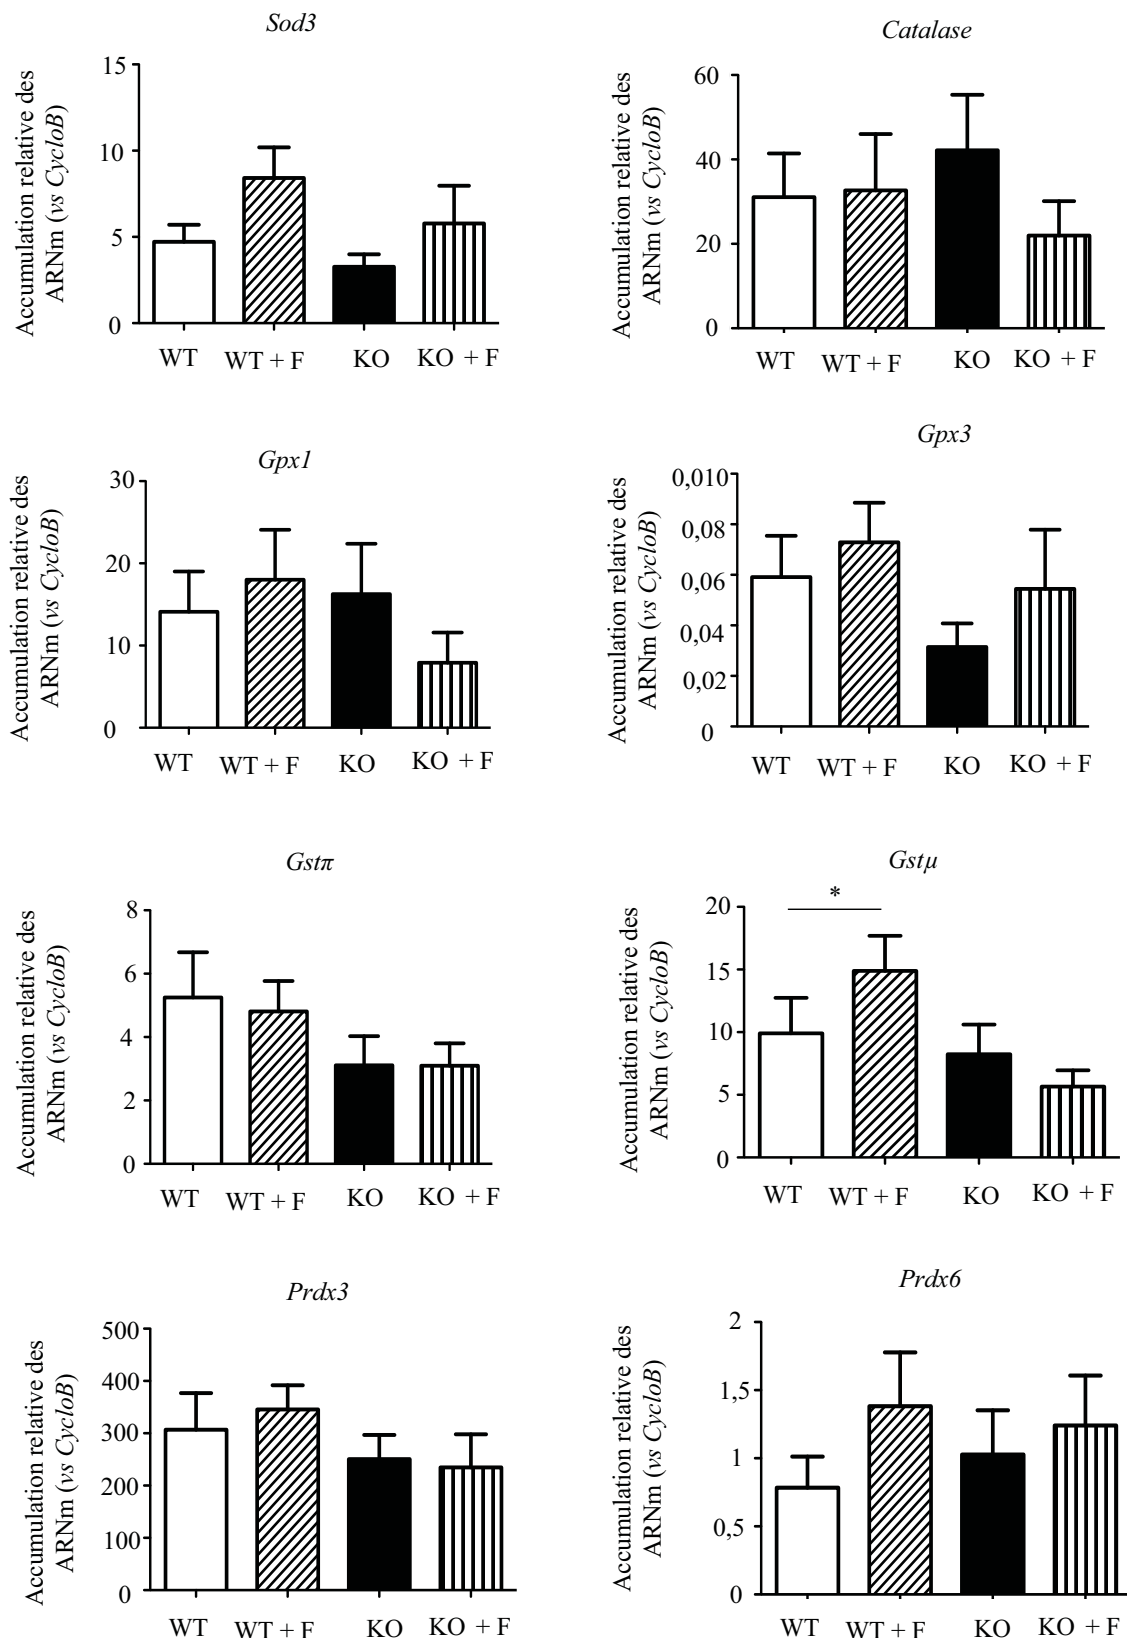 Sod3
Accumulation relative des
ARNm (vs CycloB)
15
10
5
0
WT
WT + F
KO
KO + F
Catalase
Accumulation relative des
ARNm (vs CycloB)
60
40
20
0
WT
WT + F
KO
KO + F
Gpx1
Accumulation relative des
ARNm (vs CycloB)
30
20
10
0
WT
WT + F
KO
KO + F
Gpx3
Accumulation relative des
ARNm (vs CycloB)
0,010
0,08
0,06
0,04
0,02
0
WT
WT + F
KO
KO + F
Gstπ
Accumulation relative des
ARNm (vs CycloB)
8
6
4
2
0
WT
WT + F
KO
KO + F
Gstμ
*
Accumulation relative des
ARNm (vs CycloB)
20
15
10
5
0
WT
WT + F
KO
KO + F
Prdx3
Accumulation relative des
ARNm (vs CycloB)
500
400
300
200
100
0
WT
WT + F
KO
KO + F
Prdx6
Accumulation relative des
ARNm (vs CycloB)
2
1,5
1
0,5
0
WT
WT + F
KO
KO + F